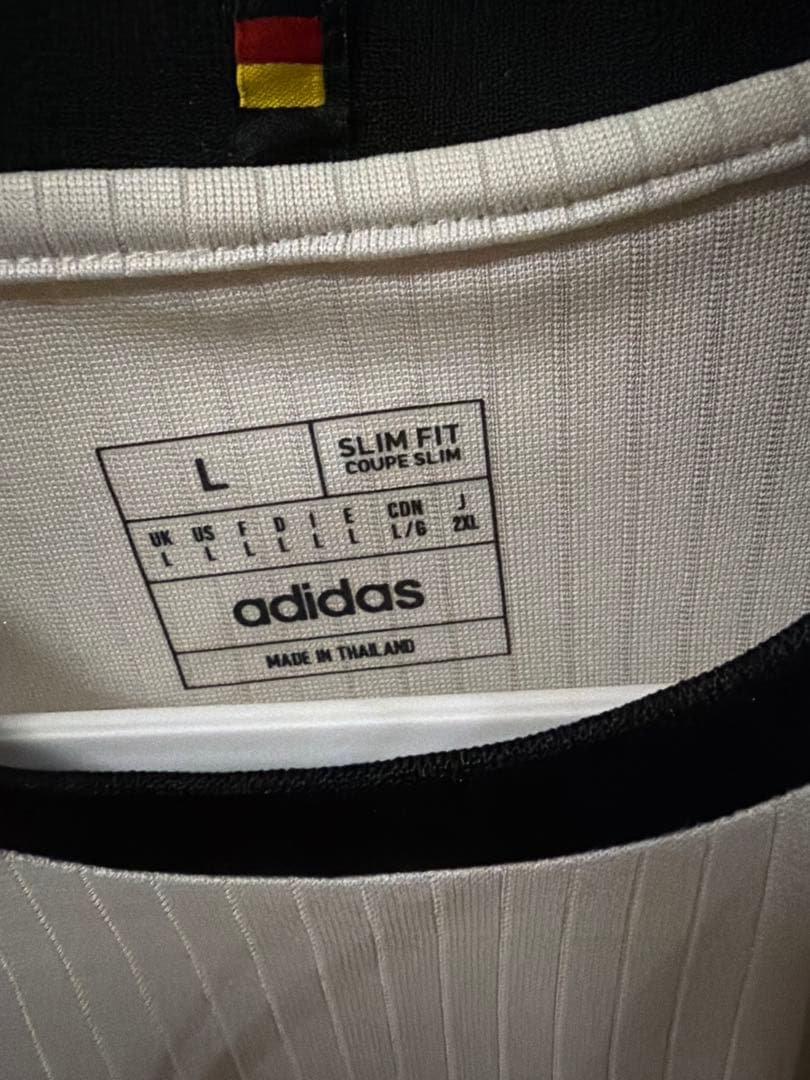 L
SLIM FIT
COUPE SLIM
UK US F D I E CDN J
L L L L L L L/G 2XL
adidas
MADE IN THAILAND